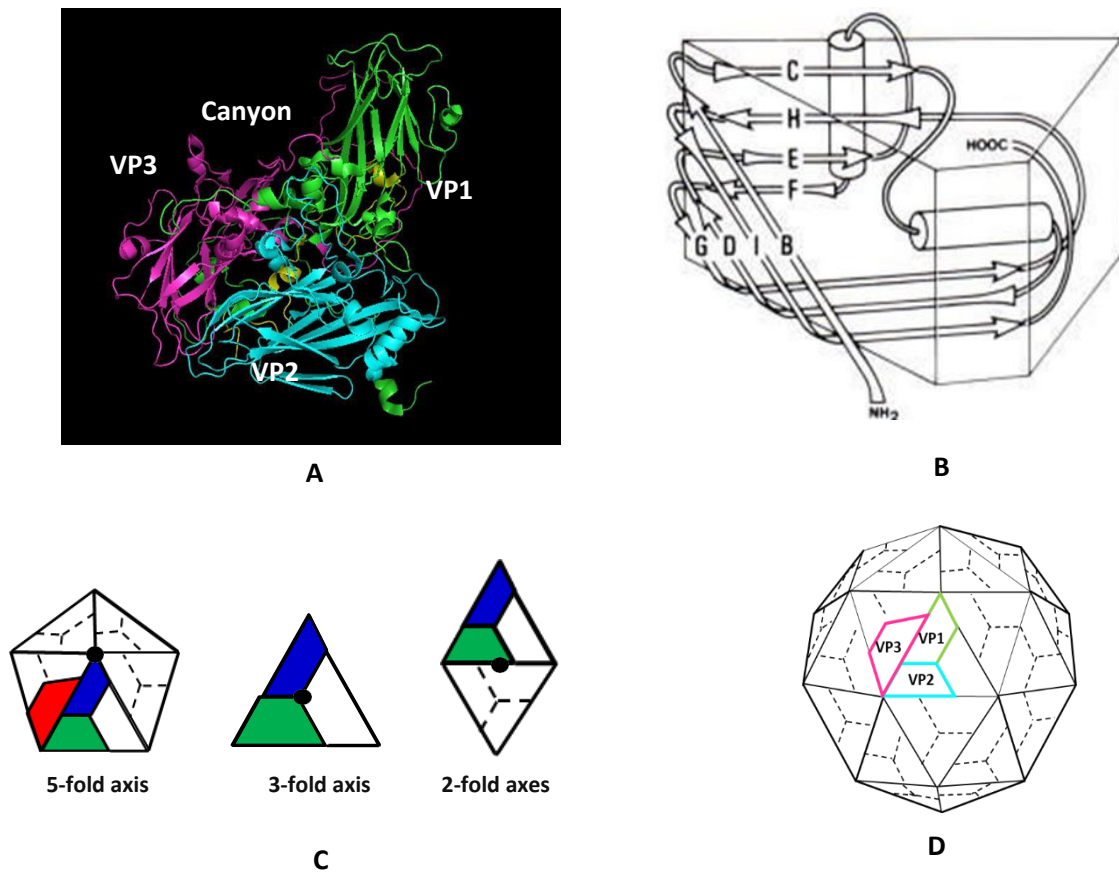 Canyon
VP3
VP1
VP2
A
C
H
E
F
G D I B
HOOC
NH2
B
5-fold axis
3-fold axis
2-fold axes
C
VP3
VP1
VP2
D